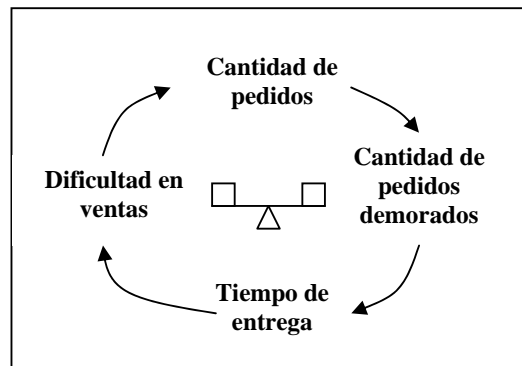 Cantidad de
pedidos
Cantidad de
pedidos
demorados
Tiempo de
entrega
Dificultad en
ventas